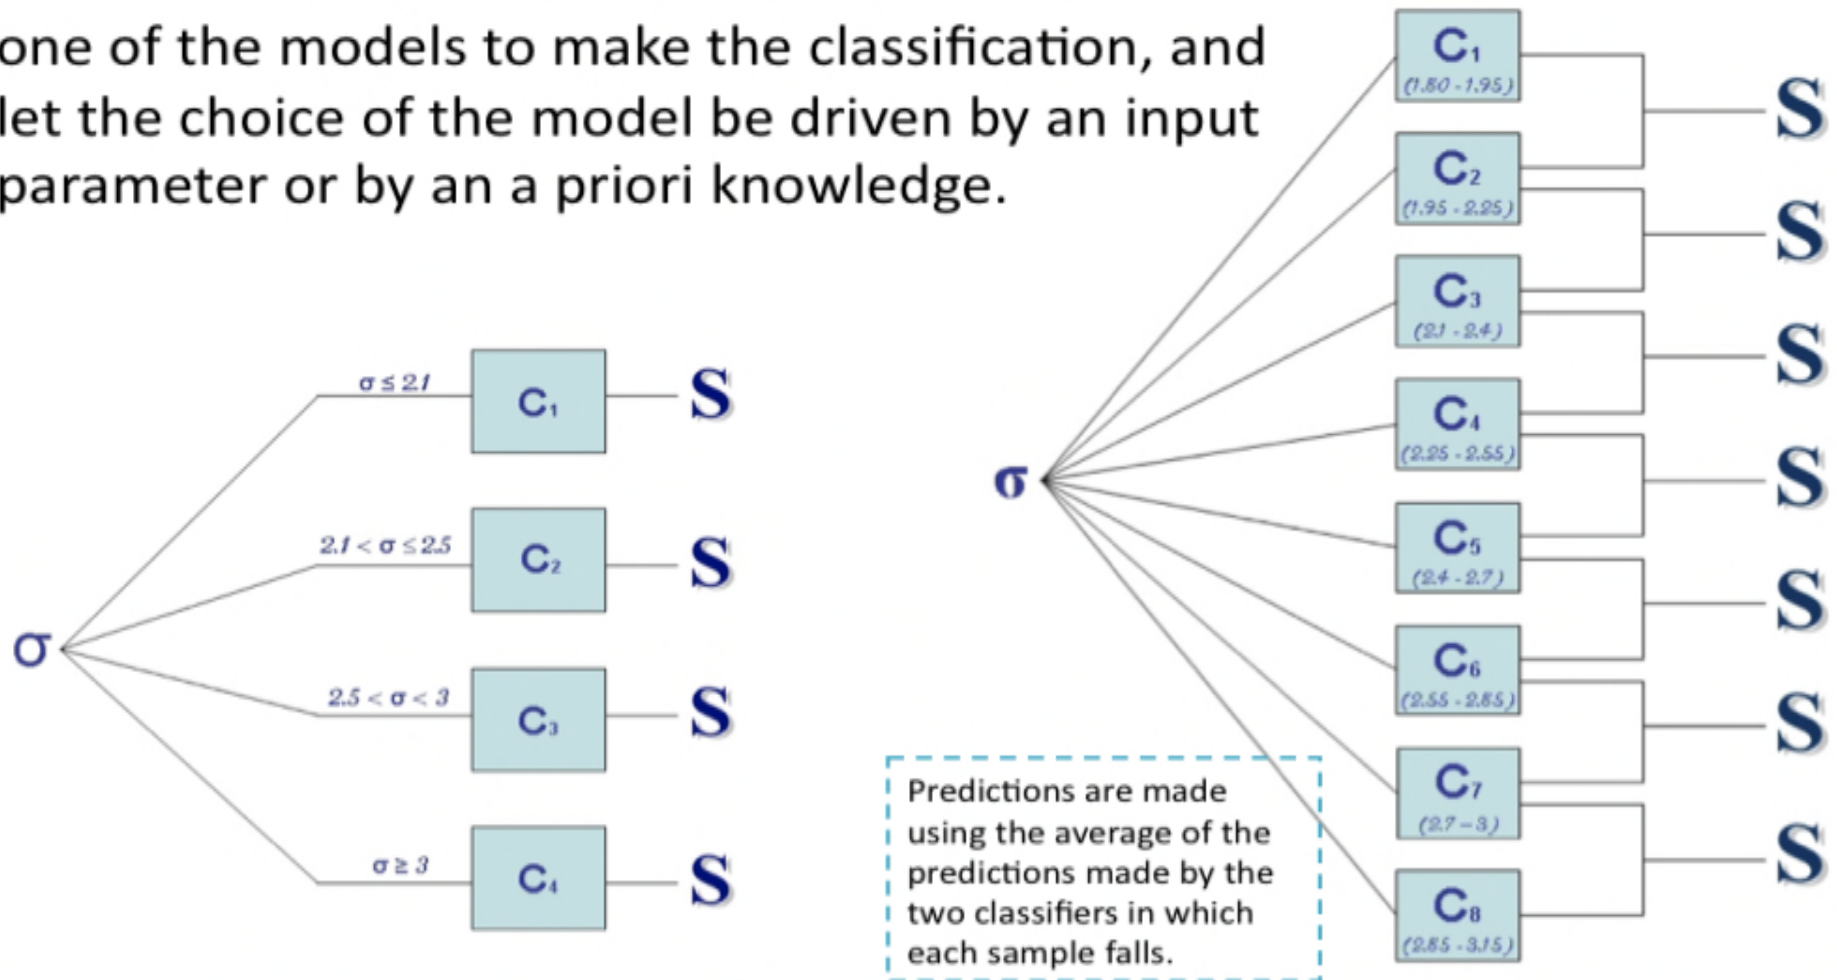 one of the models to make the classification, and
let the choice of the model be driven by an input
parameter or by an a priori knowledge.
σ
σ ≤ 2.1
C₁
S
2.1 < σ ≤ 2.5
C₂
S
2.5 < σ < 3
C₃
S
σ ≥ 3
C₄
S
σ
C₁
(1.80 - 1.95)
C₂
(1.95 - 2.25)
C₃
(2.1 - 2.4)
C₄
(2.25 - 2.55)
C₅
(2.4 - 2.7)
C₆
(2.55 - 2.85)
C₇
(2.7 – 3)
C₈
(2.85 - 3.15)
S
S
S
S
S
S
S
Predictions are made
using the average of the
predictions made by the
two classifiers in which
each sample falls.